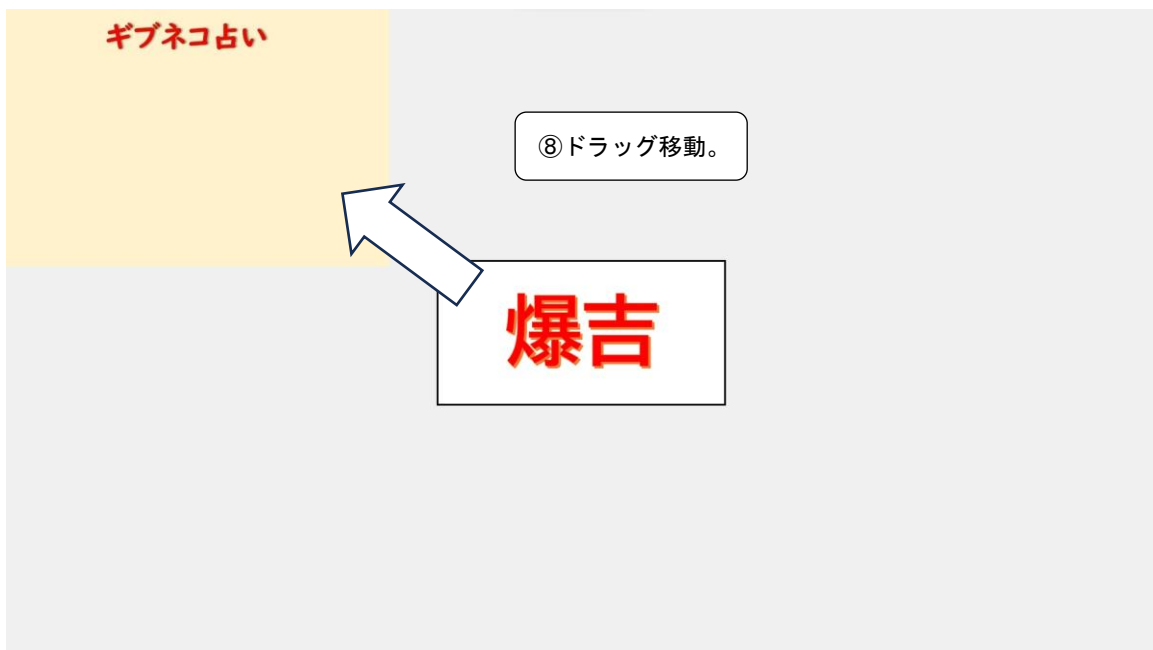 ギブネコ占い
⑧ドラッグ移動。
爆吉